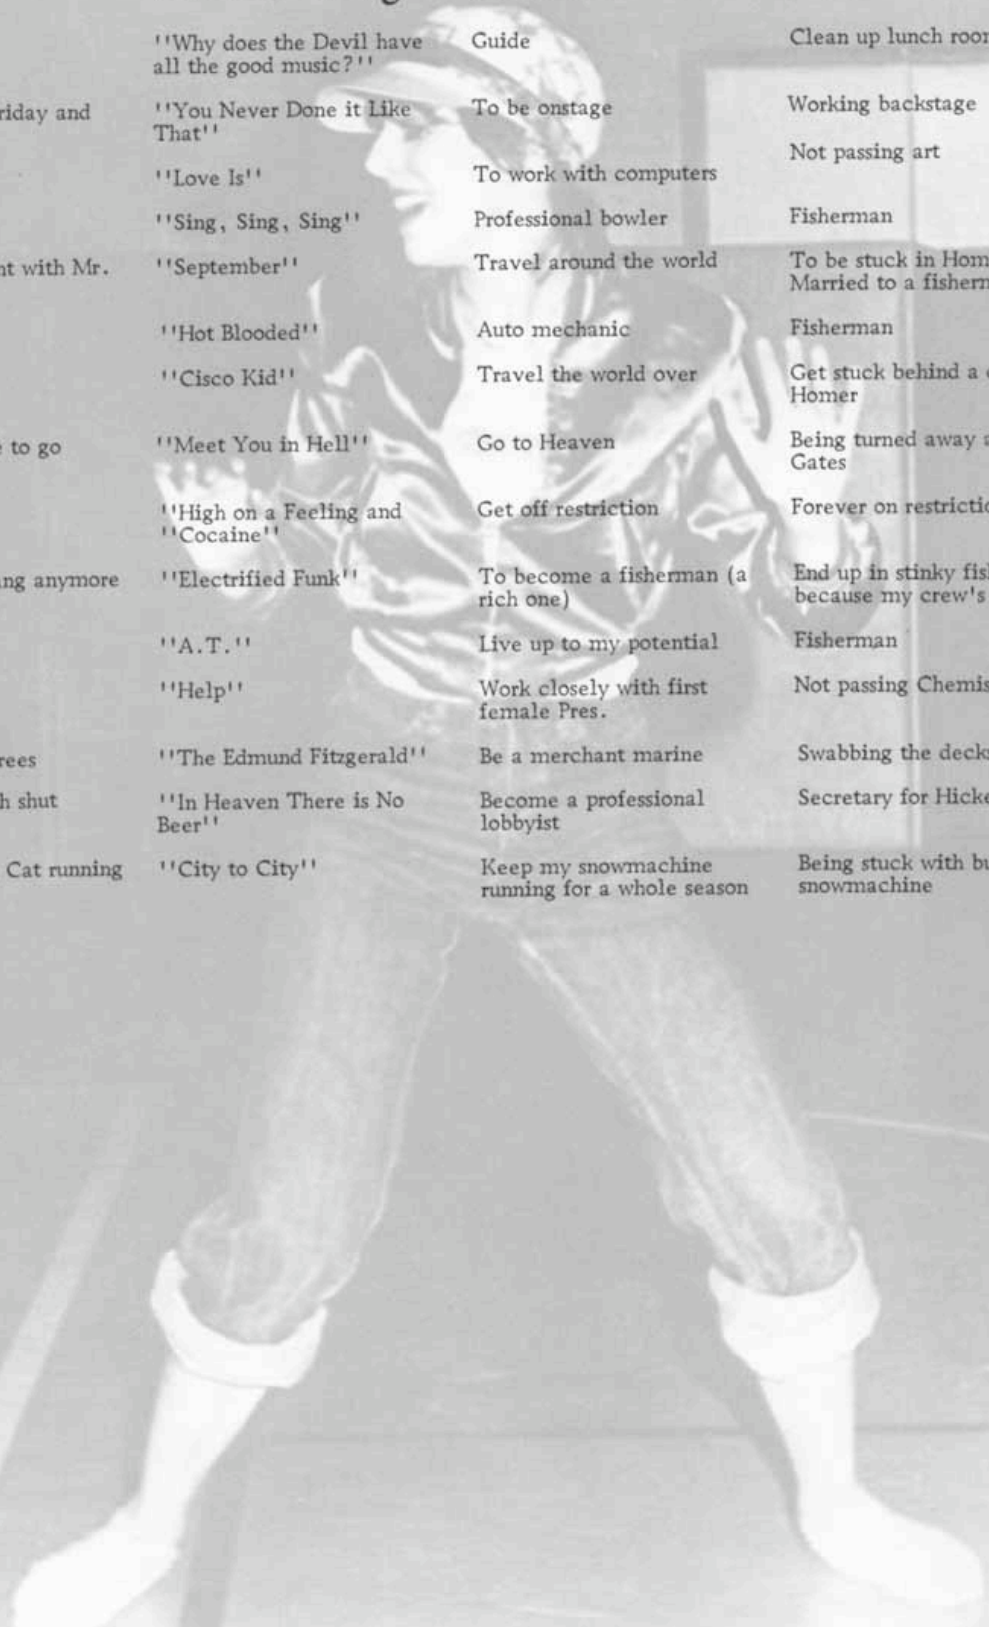 ''Why does the Devil have
all the good music?''
Guide
Clean up lunch room
riday and
''You Never Done it Like
That''
To be onstage
Working backstage
''Love Is''
To work with computers
Not passing art
''Sing, Sing, Sing''
Professional bowler
Fisherman
nt with Mr.
''September''
Travel around the world
To be stuck in Hom
Married to a fisherm
''Hot Blooded''
Auto mechanic
Fisherman
''Cisco Kid''
Travel the world over
Get stuck behind a
Homer
to go
''Meet You in Hell''
Go to Heaven
Being turned away a
Gates
''High on a Feeling and
''Cocaine''
Get off restriction
Forever on restrictio
ng anymore
''Electrified Funk''
To become a fisherman (a
rich one)
End up in stinky fis
because my crew's
''A.T.''
Live up to my potential
Fisherman
''Help''
Work closely with first
female Pres.
Not passing Chemis
rees
''The Edmund Fitzgerald''
Be a merchant marine
Swabbing the deck
h shut
''In Heaven There is No
Beer''
Become a professional
lobbyist
Secretary for Hicke
Cat running
''City to City''
Keep my snowmachine
running for a whole season
Being stuck with bu
snowmachine